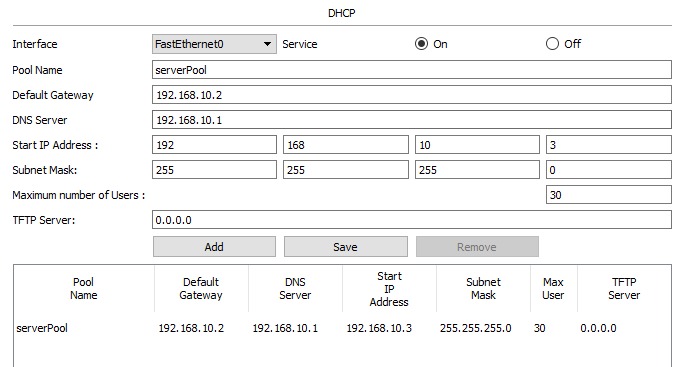 DHCP
Interface FastEthernet0 Service On Off
Pool Name serverPool
Default Gateway 192.168.10.2
DNS Server 192.168.10.1
Start IP Address : 192 168 10 3
Subnet Mask: 255 255 255 0
Maximum number of Users : 30
TFTP Server: 0.0.0.0
Add Save Remove
Pool Name Default Gateway DNS Server Start IP Address Subnet Mask Max User TFTP Server
serverPool 192.168.10.2 192.168.10.1 192.168.10.3 255.255.255.0 30 0.0.0.0